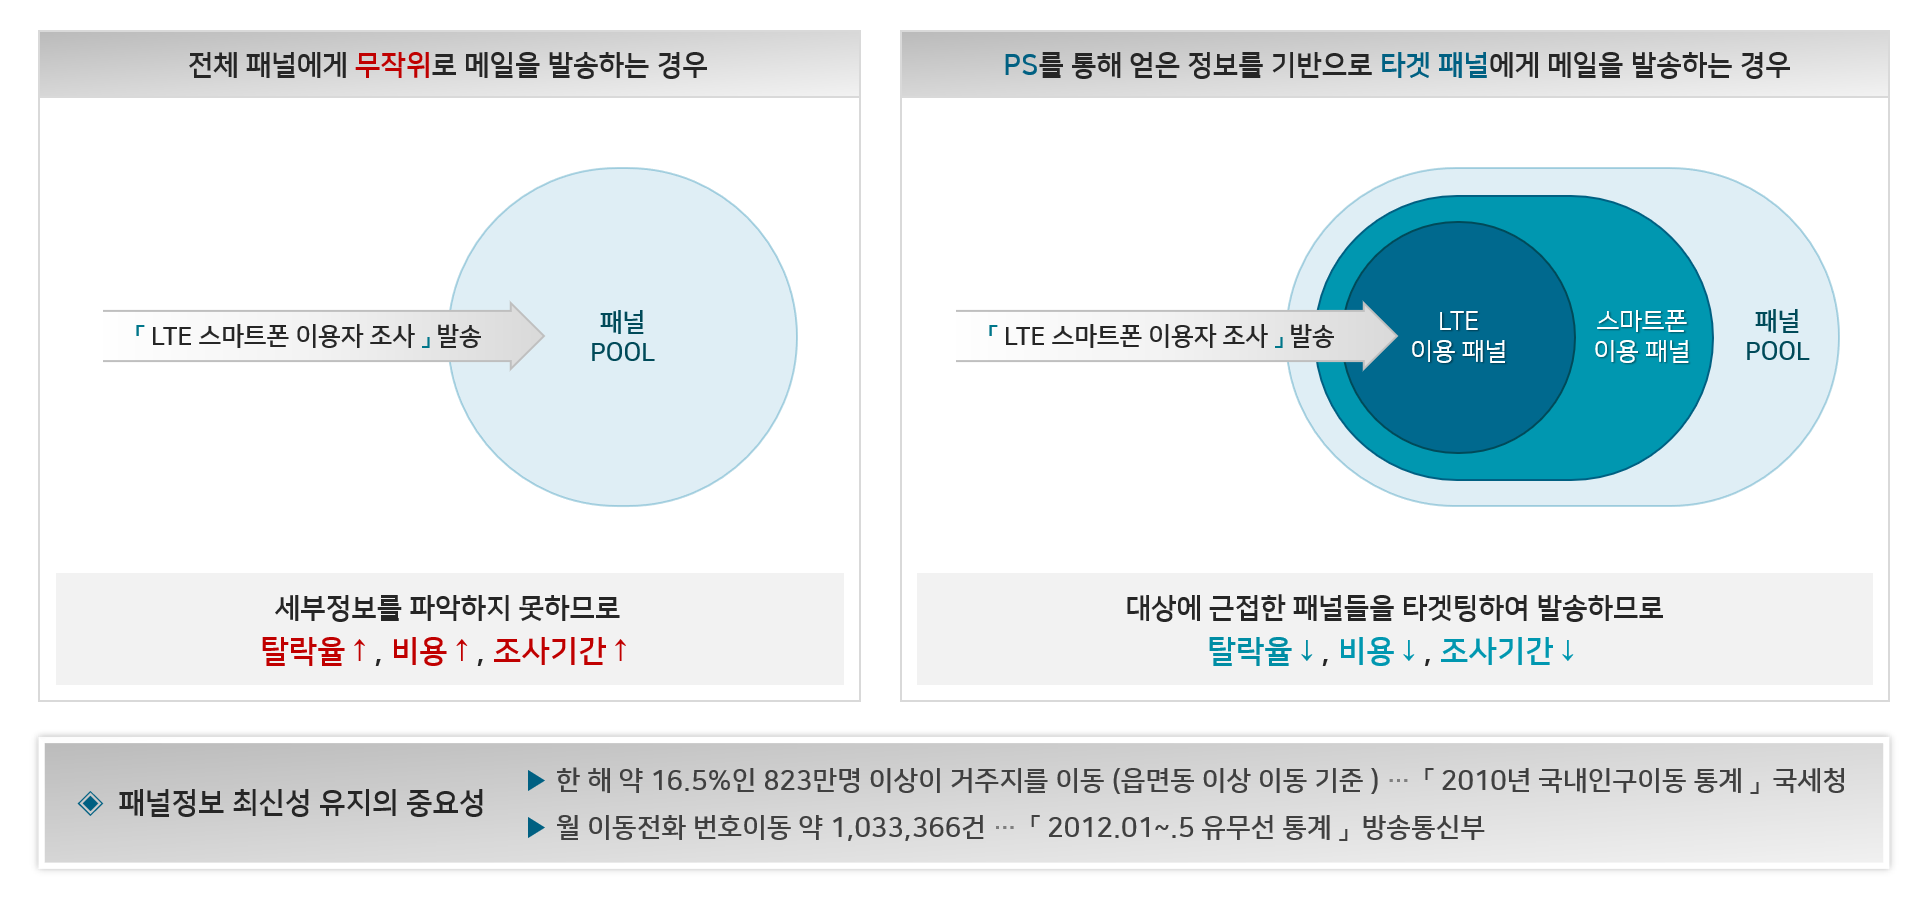 전체 패널에게 무작위로 메일을 발송하는 경우
「 LTE 스마트폰 이용자 조사 」발송
패널
POOL
세부정보를 파악하지 못하므로
탈락율↑, 비용↑, 조사기간↑
PS를 통해 얻은 정보를 기반으로 타겟 패널에게 메일을 발송하는 경우
「 LTE 스마트폰 이용자 조사 」발송
LTE
이용 패널
스마트폰
이용 패널
패널
POOL
대상에 근접한 패널들을 타겟팅하여 발송하므로
탈락율↓, 비용↓, 조사기간↓
◈ 패널정보 최신성 유지의 중요성
▶ 한 해 약 16.5%인 823만명 이상이 거주지를 이동 (읍면동 이상 이동 기준 ) …「 2010년 국내인구이동 통계 」국세청
▶ 월 이동전화 번호이동 약 1,033,366건 …「 2012.01~.5 유무선 통계 」방송통신부